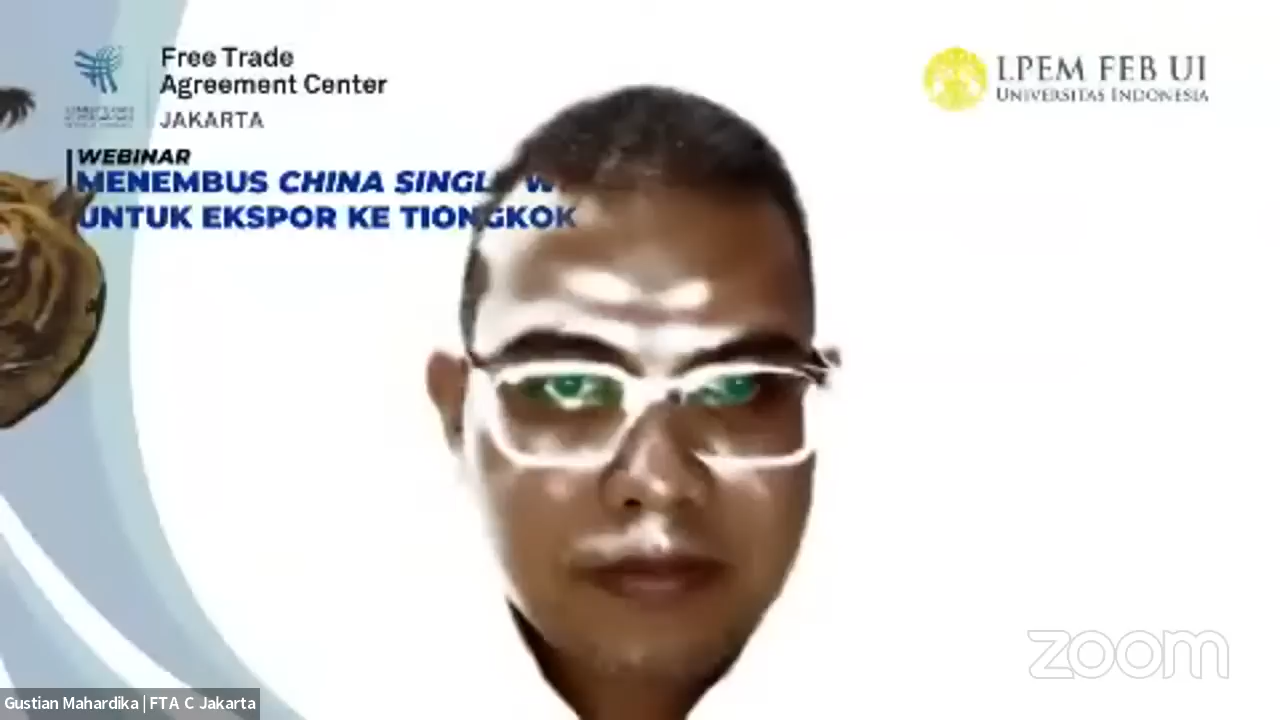 Free Trade
Agreement Center
JAKARTA
LPEM FEB UI
UNIVERSITAS INDONESIA
WEBINAR
MENEMBUS CHINA SINGLE
UNTUK EKSPOR KE TIONGKOK
zoom
Gustian Mahardika | FTA C Jakarta